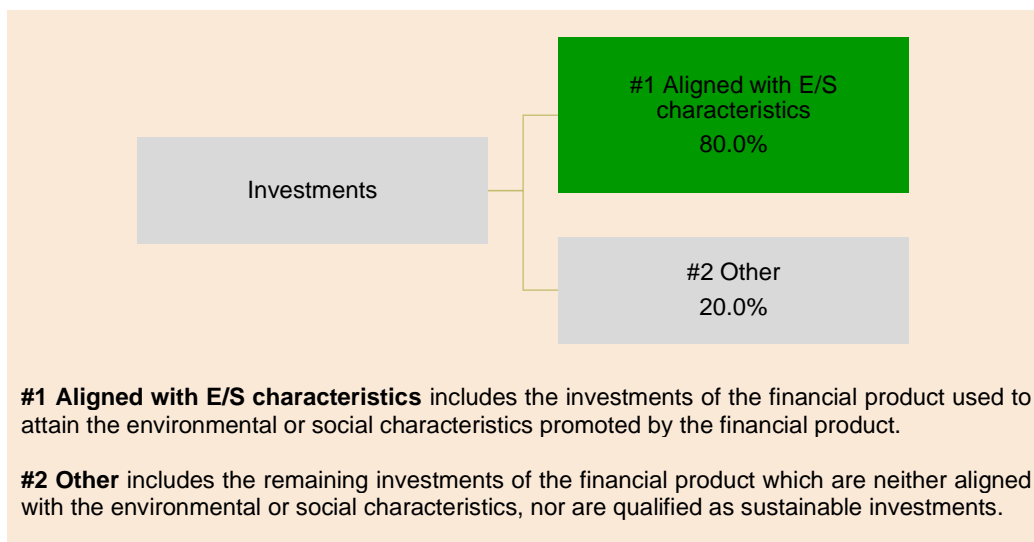 #1 Aligned with E/S
characteristics
80.0%
Investments
#2 Other
20.0%
#1 Aligned with E/S characteristics includes the investments of the financial product used to
attain the environmental or social characteristics promoted by the financial product.
#2 Other includes the remaining investments of the financial product which are neither aligned
with the environmental or social characteristics, nor are qualified as sustainable investments.